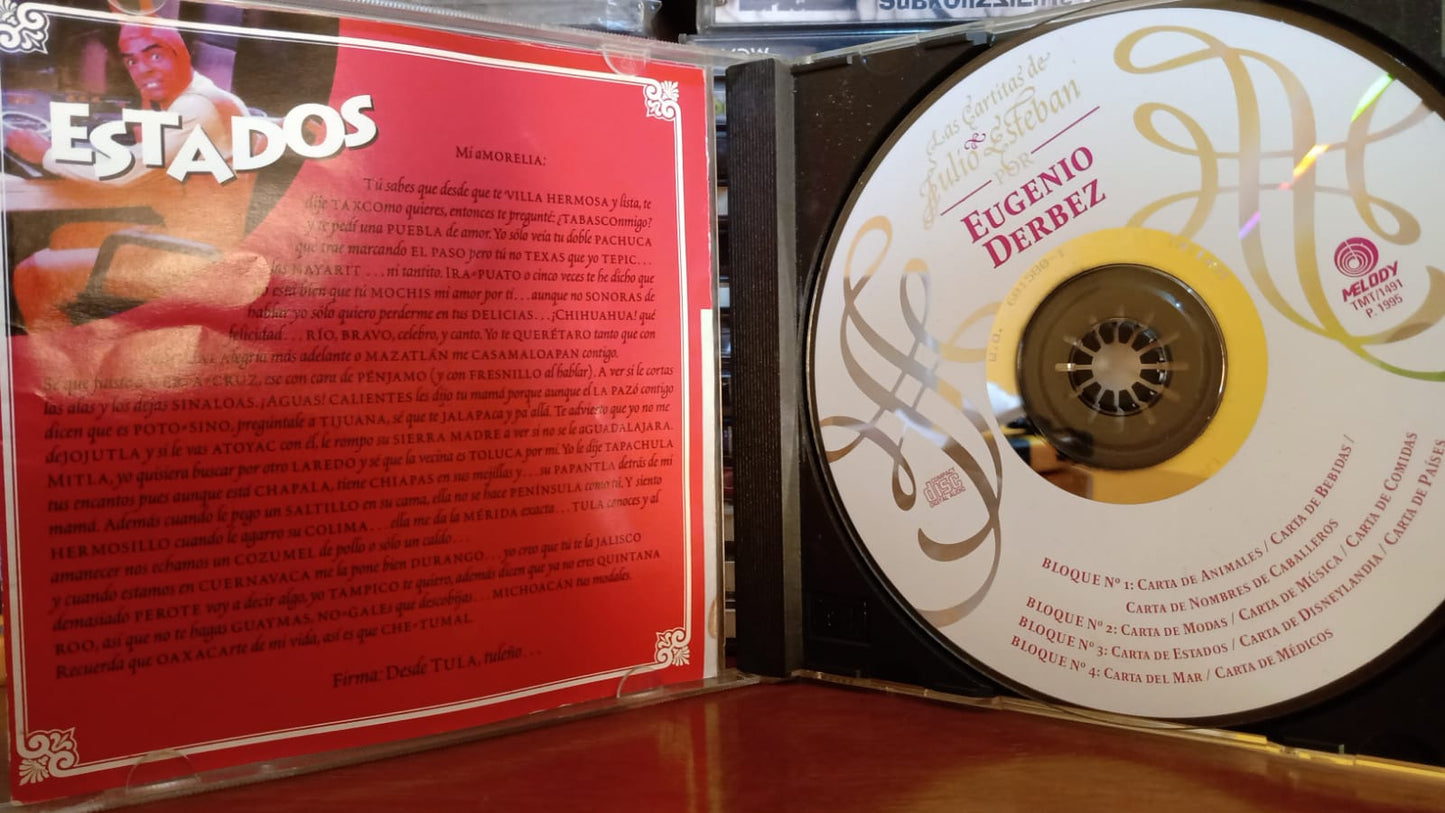 ESTADOS
Mi aMORELIA:
Tú sabes que desde que te VILLA HERMOSA y lista, te
dije TAXCOmo quieres, entonces te pregunté: ¿TABASCOnmigo?
y te pedí una PUEBLA de amor. Yo sólo veía tu doble PACHUCA
que trae marcando EL PASO pero tú no TEXAS que yo TEPIC...
NAYARIT ...ni tantito. IRA*PUATO o cinco veces te he dicho que
no está bien que tú MOCHIS mi amor por ti...aunque no SONORAS de
hablar yo sólo quiero perderme en tus DELICIAS...¡CHIHUAHUA! qué
felicidad... RÍO, BRAVO, celebro, y canto. Yo te QUERÉTARO tanto que con
Alegría más adelante o MAZATLÁN me CASAMALOAPAN contigo.
Sé que CRUZ, ese con cara de PÉNJAMO (y con FRESNILLO al hablar). A ver si le cortas
los alas y los dejas SINALOAS. ¡AGUAS! CALIENTES les dijo tu mamá porque aunque el LA PAZó contigo
dicen que es POTO*SINO, pregúntale a TIJUANA, sé que te JALAPAca y pa'allá. Te advierto que yo no me
deJOJUTLA y si le vas ATOYAC con él, le rompo su SIERRA MADRE a ver si no se le aGUADALAJARA.
MITLA, yo quisiera buscar por otro LAREDO y sé que la vecina es TOLUCA por mí. Yo le dije TAPACHULA
tus encantos pues aunque está CHAPALA, tiene CHIAPAS en sus mejillas y...su PAPANTLA detrás de mi
mamá. Además cuando le pego un SALTILLO en su cama, ella no se hace PENÍNSULA como tú. Y siento
HERMOSILLO cuando le agarro su COLIMA...ella me da la MÉRIDA exacta...TULA conoces y al
amanecer nos echamos un COZUMEL de pollo o sólo un caldo...
y cuando estamos en CUERNAVACA me la pone bien DURANGO...yo creo que tú te la JALISCO
demasiado PEROTE voy a decir algo, yo TAMPICO te quiero, además dicen que ya no eres QUINTANA
ROO, así que no te hagas GUAYMAS. NO*GALEs que descobijas...MICHOACÁN tus modales.
Recuerda que OAXACArte de mi vida, así es que CHE*TUMAL.
Firma: Desde TULA, tuleño...
Las Cartitas de
Julio & Esteban
POR
EUGENIO
DERBEZ
MELODY
TMT/1491
P. 1995
COMPACT
disc
DIGITAL AUDIO
BLOQUE Nº 1: CARTA DE ANIMALES / CARTA DE BEBIDAS /
CARTA DE NOMBRES DE CABALLEROS
BLOQUE Nº 2: CARTA DE MODAS / CARTA DE MÚSICA / CARTA DE COMIDAS
BLOQUE Nº 3: CARTA DE ESTADOS / CARTA DE DISNEYLANDIA / CARTA DE PAÍSES
BLOQUE Nº 4: CARTA DEL MAR / CARTA DE MÉDICOS